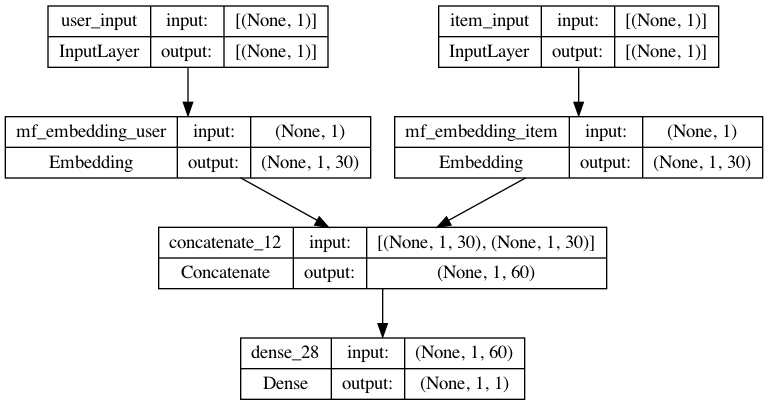 user_input input: [(None, 1)]
InputLayer output: [(None, 1)]
item_input input: [(None, 1)]
InputLayer output: [(None, 1)]
mf_embedding_user input: (None, 1)
Embedding output: (None, 1, 30)
mf_embedding_item input: (None, 1)
Embedding output: (None, 1, 30)
concatenate_12 input: [(None, 1, 30), (None, 1, 30)]
Concatenate output: (None, 1, 60)
dense_28 input: (None, 1, 60)
Dense output: (None, 1, 1)